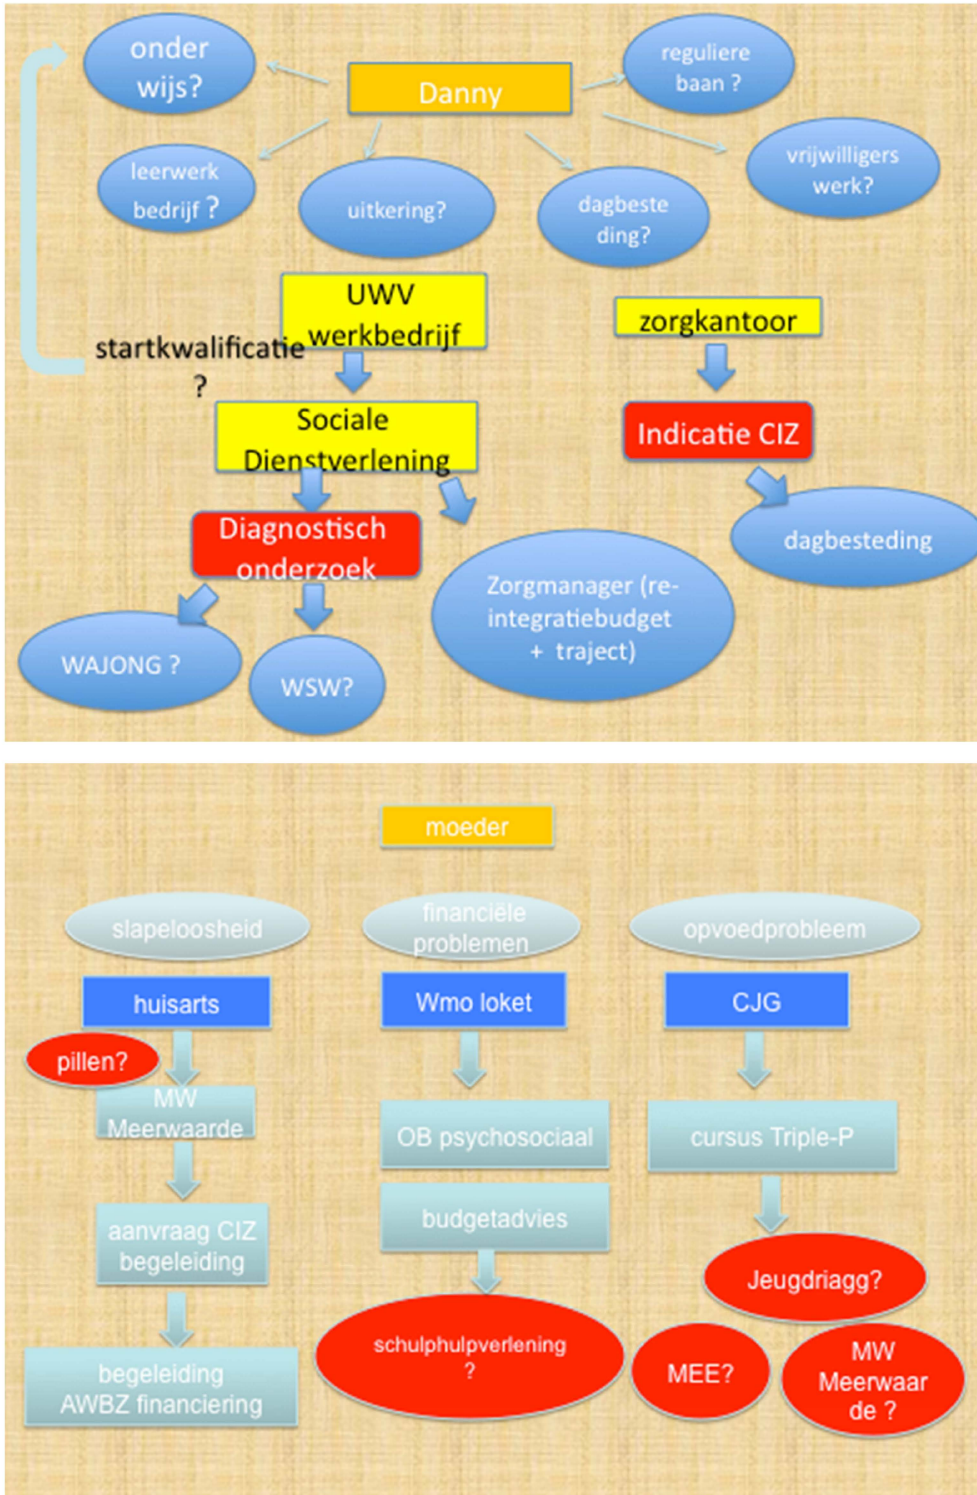 onder
wijs?
Danny
reguliere
baan ?
leerwerk
bedrijf ?
uitkering?
dagbeste
ding?
vrijwilligers
werk?
UWV
werkbedrijf
zorgkantoor
startkwalificatie
?
Sociale
Dienstverlening
Indicatie CIZ
Diagnostisch
onderzoek
dagbesteding
Zorgmanager (re-
integratiebudget
+ traject)
WAJONG ?
WSW?
moeder
slapeloosheid
financiële
problemen
opvoedprobleem
huisarts
Wmo loket
CJG
pillen?
MW
Meerwaarde
OB psychosociaal
cursus Triple-P
aanvraag CIZ
begeleiding
budgetadvies
Jeugdriagg?
schulphulpverlening
?
MEE?
MW
Meerwaar
de ?
begeleiding
AWBZ financiering